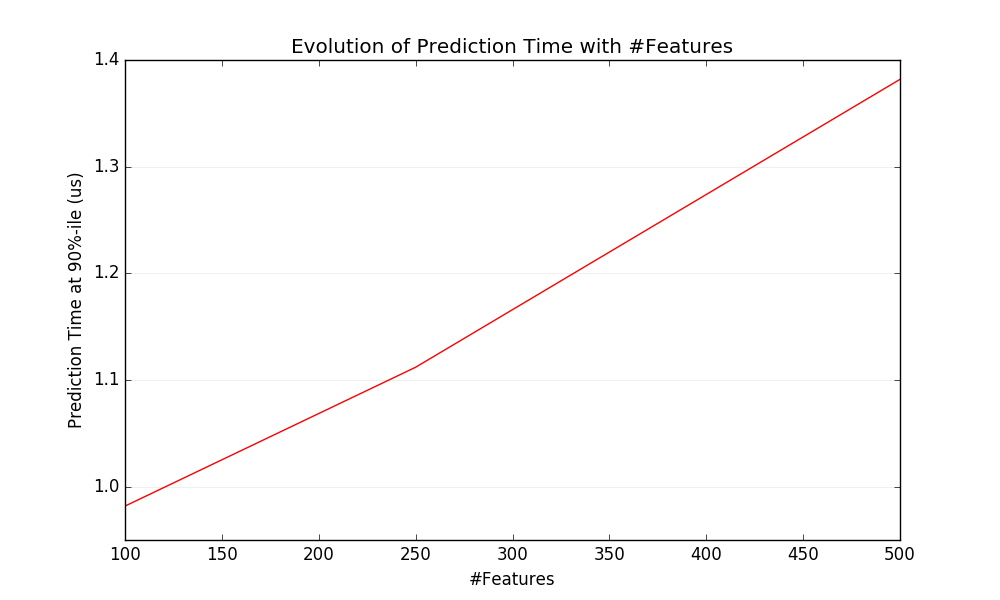 Evolution of Prediction Time with #Features
1.4
1.3
1.2
1.1
1.0
Prediction Time at 90%-ile (us)
100 150 200 250 300 350 400 450 500
#Features